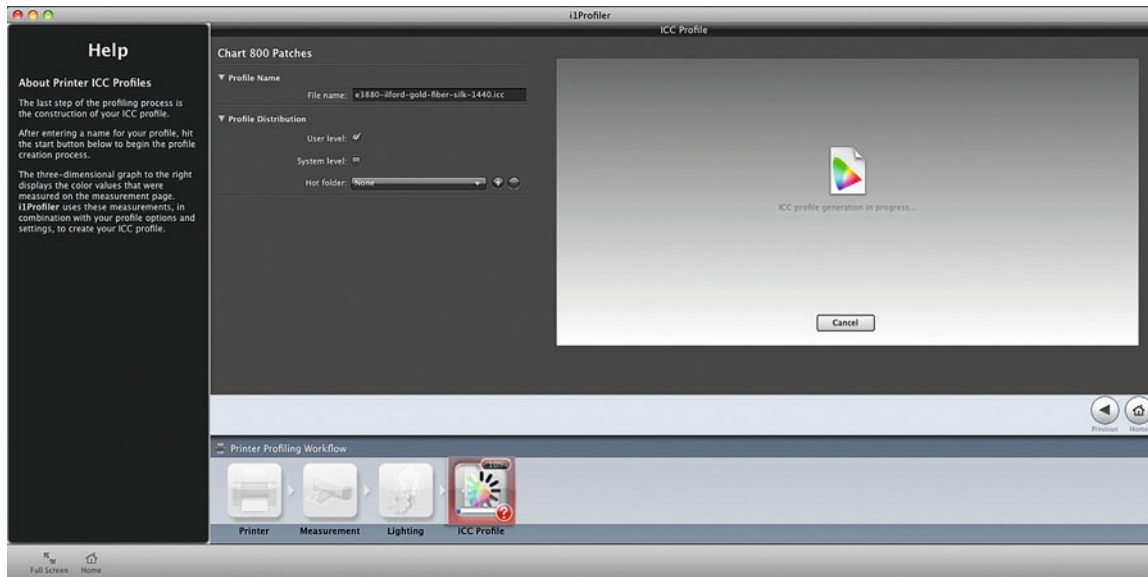 i1Profiler
ICC Profile
Help
About Printer ICC Profiles
The last step of the profiling process is
the construction of your ICC profile.
After entering a name for your profile, hit
the start button below to begin the profile
creation process.
The three-dimensional graph to the right
displays the color values that were
measured on the measurement page.
i1Profiler uses these measurements, in
combination with your profile options and
settings, to create your ICC profile.
Chart 800 Patches
Profile Name
File name: e3880-ilford-gold-fiber-silk-1440.icc
Profile Distribution
User level:
System level:
Hot folder: None
ICC profile generation in progress...
Cancel
Previous Home
Printer Profiling Workflow
Printer Measurement Lighting ICC Profile
Full Screen Home